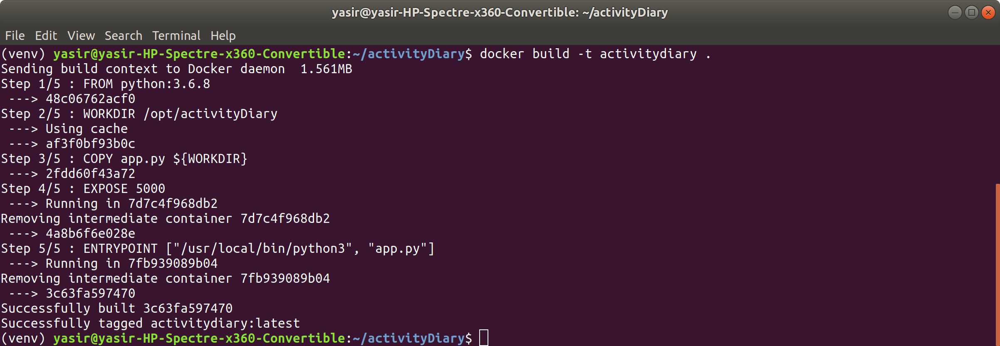 yasir@yasir-HP-Spectre-x360-Convertible: ~/activityDiary
File Edit View Search Terminal Help
(venv) yasir@yasir-HP-Spectre-x360-Convertible:~/activityDiary$ docker build -t activitydiary .
Sending build context to Docker daemon  1.561MB
Step 1/5 : FROM python:3.6.8
 ---> 48c06762acf0
Step 2/5 : WORKDIR /opt/activityDiary
 ---> Using cache
 ---> af3f0bf93b0c
Step 3/5 : COPY app.py ${WORKDIR}
 ---> 2fdd60f43a72
Step 4/5 : EXPOSE 5000
 ---> Running in 7d7c4f968db2
Removing intermediate container 7d7c4f968db2
 ---> 4a8b6f6e028e
Step 5/5 : ENTRYPOINT ["/usr/local/bin/python3", "app.py"]
 ---> Running in 7fb939089b04
Removing intermediate container 7fb939089b04
 ---> 3c63fa597470
Successfully built 3c63fa597470
Successfully tagged activitydiary:latest
(venv) yasir@yasir-HP-Spectre-x360-Convertible:~/activityDiary$